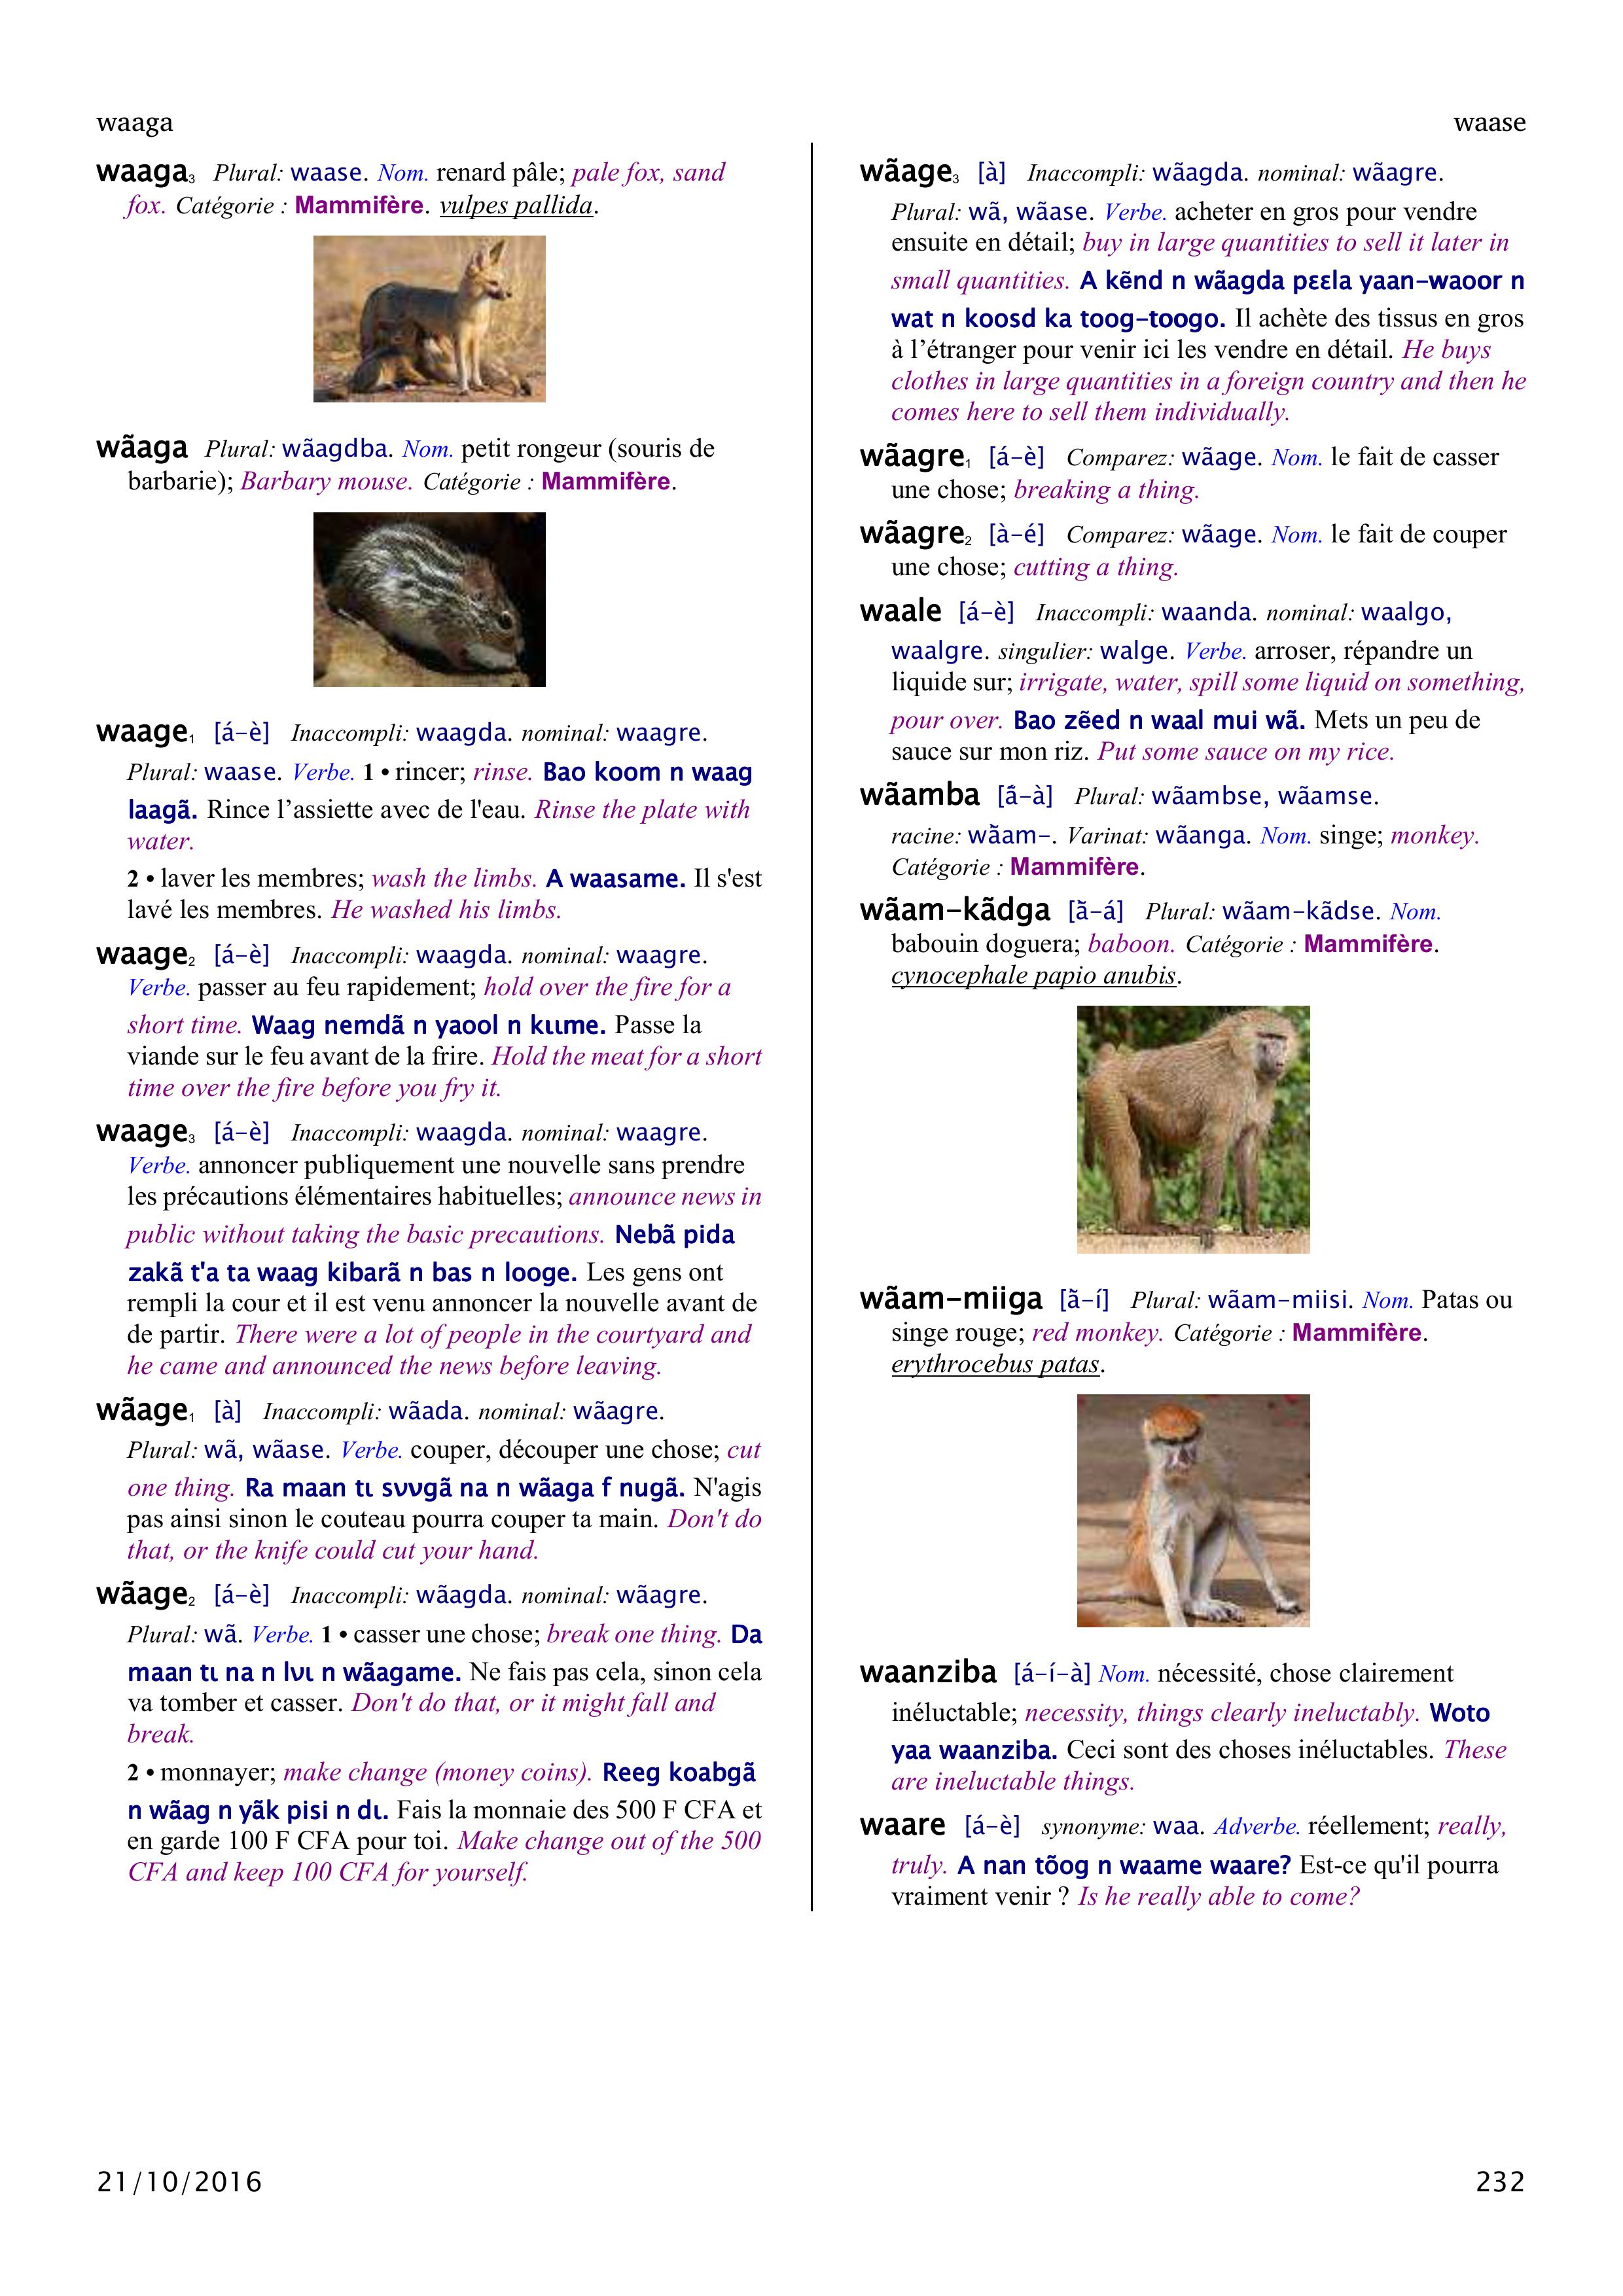 waaga
waase
waaga₃ Plural: waase. Nom. renard pâle; pale fox, sand
fox. Catégorie : Mammifère. vulpes pallida.
wãaga Plural: wãagdba. Nom. petit rongeur (souris de
barbarie); Barbary mouse. Catégorie : Mammifère.
waage₁ [á-è] Inaccompli: waagda. nominal: waagre.
Plural: waase. Verbe. 1 • rincer; rinse. Bao koom n waag
laagã. Rince l’assiette avec de l'eau. Rinse the plate with
water.
2 • laver les membres; wash the limbs. A waasame. Il s'est
lavé les membres. He washed his limbs.
waage₂ [á-è] Inaccompli: waagda. nominal: waagre.
Verbe. passer au feu rapidement; hold over the fire for a
short time. Waag nemdã n yaool n kɩɩme. Passe la
viande sur le feu avant de la frire. Hold the meat for a short
time over the fire before you fry it.
waage₃ [á-è] Inaccompli: waagda. nominal: waagre.
Verbe. annoncer publiquement une nouvelle sans prendre
les précautions élémentaires habituelles; announce news in
public without taking the basic precautions. Nebã pida
zakã t'a ta waag kibarã n bas n looge. Les gens ont
rempli la cour et il est venu annoncer la nouvelle avant de
de partir. There were a lot of people in the courtyard and
he came and announced the news before leaving.
wãage₁ [à] Inaccompli: wãada. nominal: wãagre.
Plural: wã, wãase. Verbe. couper, découper une chose; cut
one thing. Ra maan tɩ sʋʋgã na n wãaga f nugã. N'agis
pas ainsi sinon le couteau pourra couper ta main. Don't do
that, or the knife could cut your hand.
wãage₂ [á-è] Inaccompli: wãagda. nominal: wãagre.
Plural: wã. Verbe. 1 • casser une chose; break one thing. Da
maan tɩ na n lʋɩ n wãagame. Ne fais pas cela, sinon cela
va tomber et casser. Don't do that, or it might fall and
break.
2 • monnayer; make change (money coins). Reeg koabgã
n wãag n yãk pisi n dɩ. Fais la monnaie des 500 F CFA et
en garde 100 F CFA pour toi. Make change out of the 500
CFA and keep 100 CFA for yourself.
wãage₃ [à] Inaccompli: wãagda. nominal: wãagre.
Plural: wã, wãase. Verbe. acheter en gros pour vendre
ensuite en détail; buy in large quantities to sell it later in
small quantities. A kẽnd n wãagda pɛɛla yaan-waoor n
wat n koosd ka toog-toogo. Il achète des tissus en gros
à l’étranger pour venir ici les vendre en détail. He buys
clothes in large quantities in a foreign country and then he
comes here to sell them individually.
wãagre₁ [á-è] Comparez: wãage. Nom. le fait de casser
une chose; breaking a thing.
wãagre₂ [à-é] Comparez: wãage. Nom. le fait de couper
une chose; cutting a thing.
waale [á-è] Inaccompli: waanda. nominal: waalgo,
waalgre. singulier: walge. Verbe. arroser, répandre un
liquide sur; irrigate, water, spill some liquid on something,
pour over. Bao zẽed n waal mui wã. Mets un peu de
sauce sur mon riz. Put some sauce on my rice.
wãamba [ã́-à] Plural: wãambse, wãamse.
racine: wãam-. Varinat: wãanga. Nom. singe; monkey.
Catégorie : Mammifère.
wãam-kãdga [ã̀-á] Plural: wãam-kãdse. Nom.
babouin doguera; baboon. Catégorie : Mammifère.
cynocephale papio anubis.
wãam-miiga [ã̀-í] Plural: wãam-miisi. Nom. Patas ou
singe rouge; red monkey. Catégorie : Mammifère.
erythrocebus patas.
waanziba [á-í-à] Nom. nécessité, chose clairement
inéluctable; necessity, things clearly ineluctably. Woto
yaa waanziba. Ceci sont des choses inéluctables. These
are ineluctable things.
waare [á-è] synonyme: waa. Adverbe. réellement; really,
truly. A nan tõog n waame waare? Est-ce qu'il pourra
vraiment venir ? Is he really able to come?
21/10/2016
232